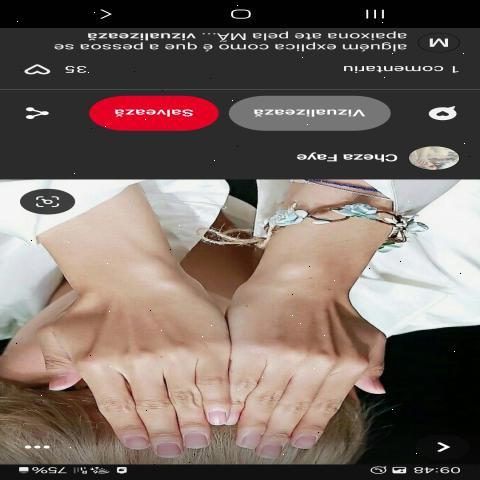 09:48 75%
Cheza Faye
Vizualizează Salvează
1 comentariu 35
M alguém explica como é que a pessoa se
apaixona ate pela MÃ... vizualizează